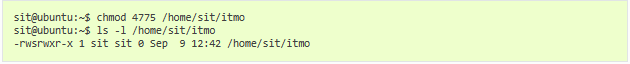 sit@ubuntu:~$ chmod 4775 /home/sit/itmo
sit@ubuntu:~$ ls -l /home/sit/itmo
-rwsrwxr-x 1 sit sit 0 Sep  9 12:42 /home/sit/itmo